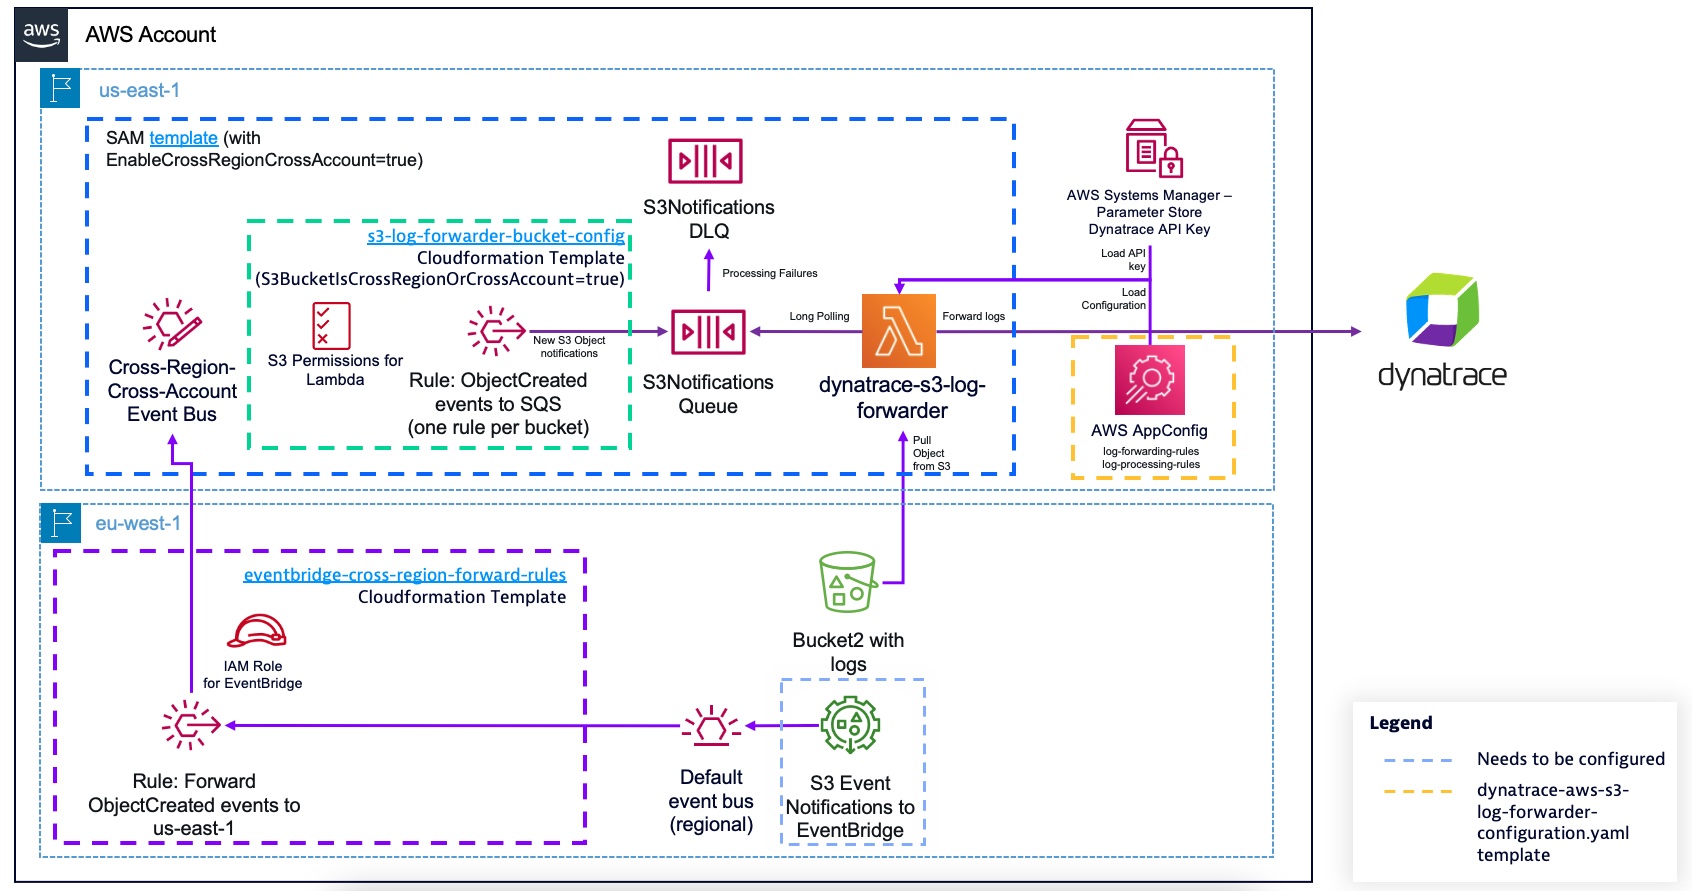 aws
AWS Account
us-east-1
SAM template (with
EnableCrossRegionCrossAccount=true)
S3Notifications
DLQ
AWS Systems Manager –
Parameter Store
Dynatrace API Key
s3-log-forwarder-bucket-config
Cloudformation Template
(S3BucketIsCrossRegionOrCrossAccount=true)
Processing Failures
Load API
key
Load
Configuration
Cross-Region-
Cross-Account
Event Bus
S3 Permissions for
Lambda
New S3 Object
notifications
Rule: ObjectCreated
events to SQS
(one rule per bucket)
S3Notifications
Queue
Long Polling
Forward logs
dynatrace-s3-log-
forwarder
AWS AppConfig
log-forwarding-rules
log-processing-rules
dynatrace
Pull
Object
from S3
eu-west-1
eventbridge-cross-region-forward-rules
Cloudformation Template
IAM Role
for EventBridge
Rule: Forward
ObjectCreated events to
us-east-1
Default
event bus
(regional)
Bucket2 with
logs
S3 Event
Notifications to
EventBridge
Legend
Needs to be configured
dynatrace-aws-s3-
log-forwarder-
configuration.yaml
template